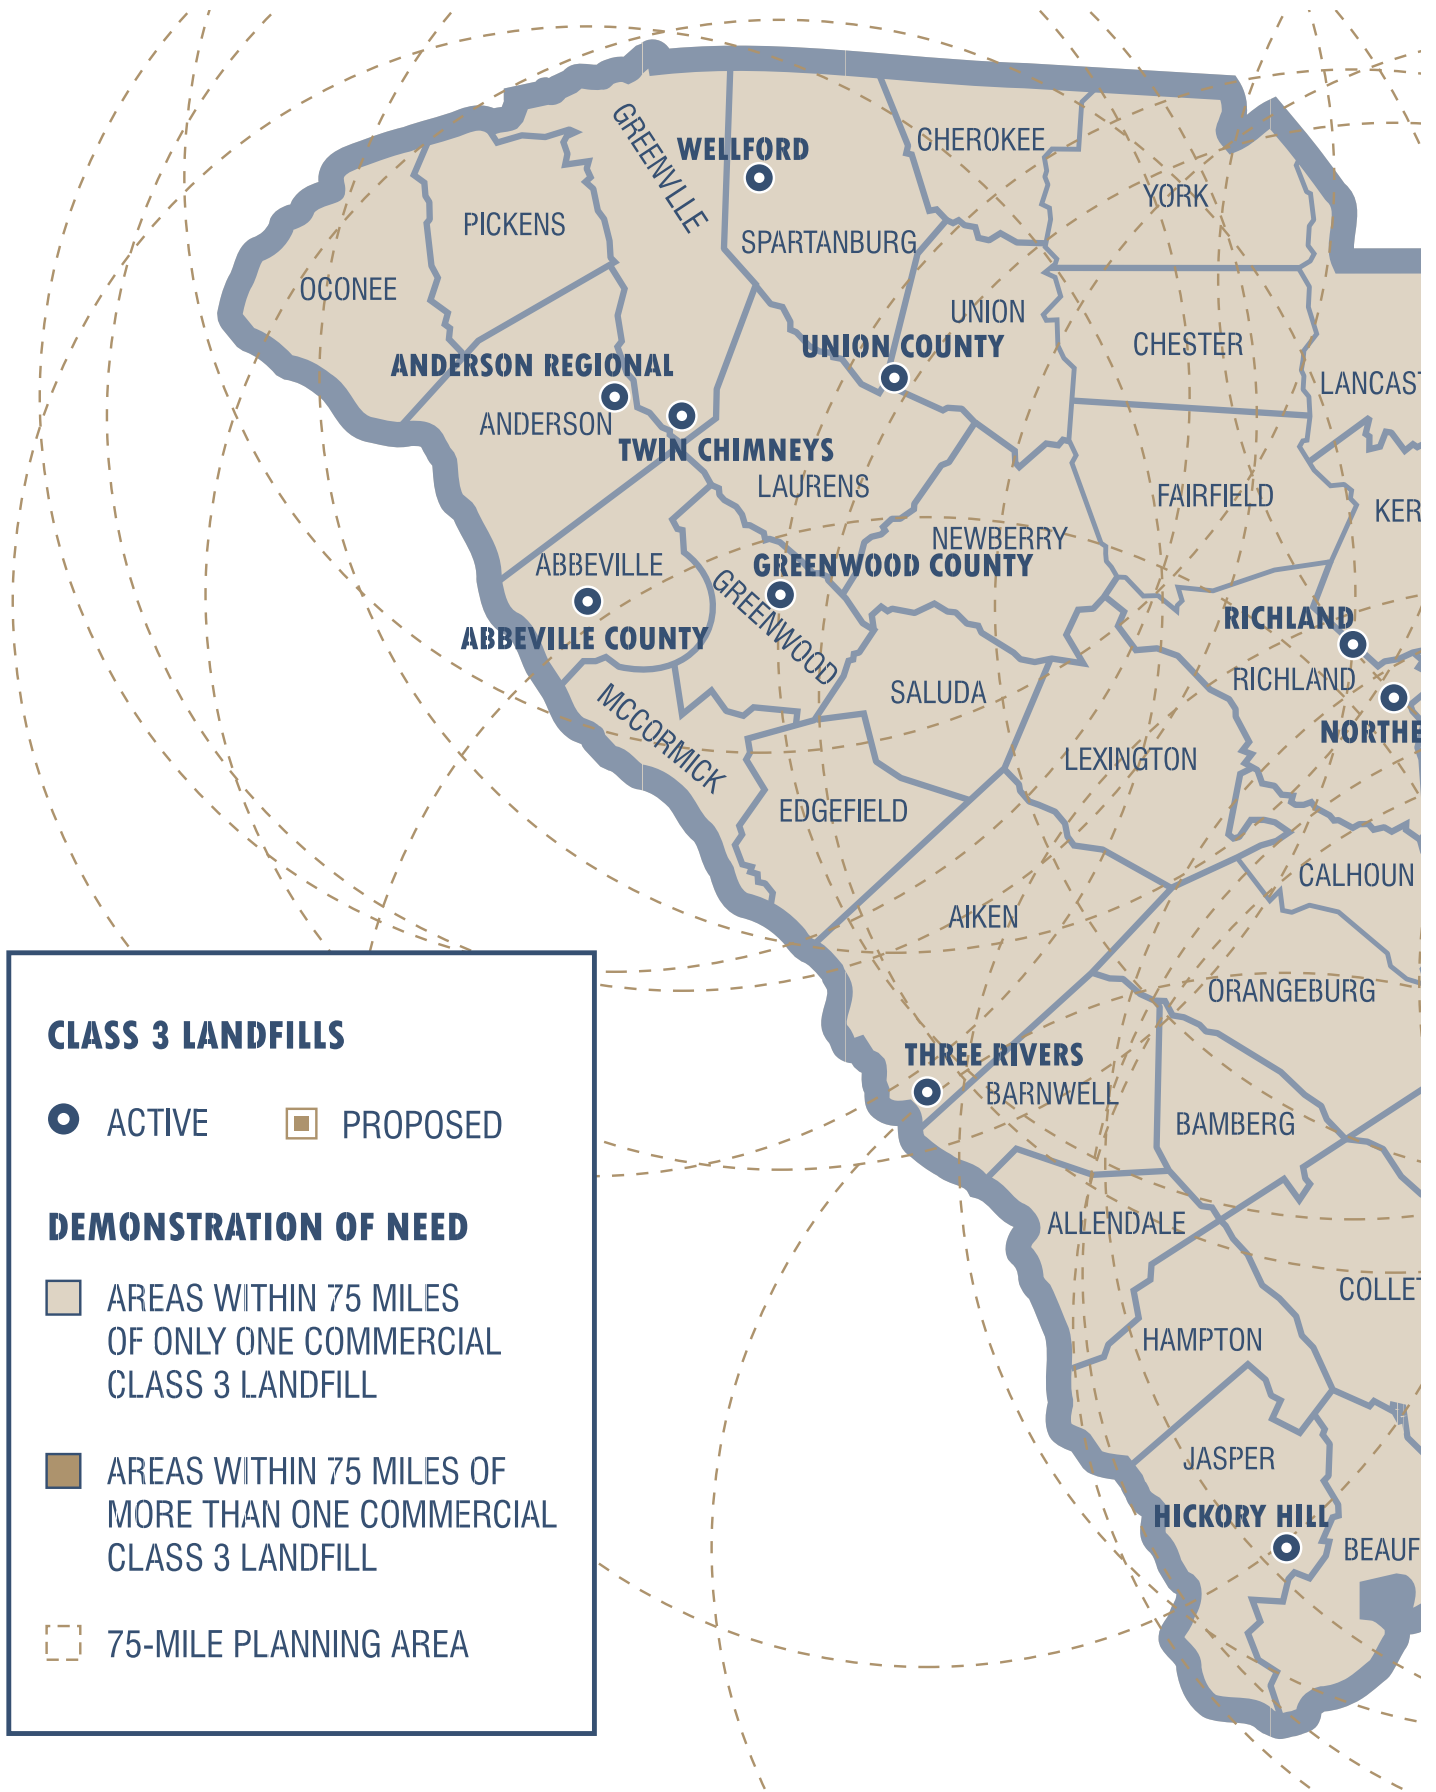 GREENVLLE
WELLFORD
CHEROKEE
YORK
PICKENS
SPARTANBURG
OCONEE
UNION
UNION COUNTY
CHESTER
ANDERSON REGIONAL
LANCAST
ANDERSON
TWIN CHIMNEYS
LAURENS
FAIRFIELD
KER
NEWBERRY
ABBEVILLE
GREENWOOD COUNTY
GREENWOOD
RICHLAND
ABBEVILLE COUNTY
RICHLAND
SALUDA
MCCORMICK
NORTHE
LEXINGTON
EDGEFIELD
CALHOUN
AIKEN
ORANGEBURG
THREE RIVERS
BARNWELL
BAMBERG
ALLENDALE
COLLET
HAMPTON
JASPER
HICKORY HILL
BEAUF
CLASS 3 LANDFILLS
ACTIVE PROPOSED
DEMONSTRATION OF NEED
AREAS WITHIN 75 MILES
OF ONLY ONE COMMERCIAL
CLASS 3 LANDFILL
AREAS WITHIN 75 MILES OF
MORE THAN ONE COMMERCIAL
CLASS 3 LANDFILL
75-MILE PLANNING AREA